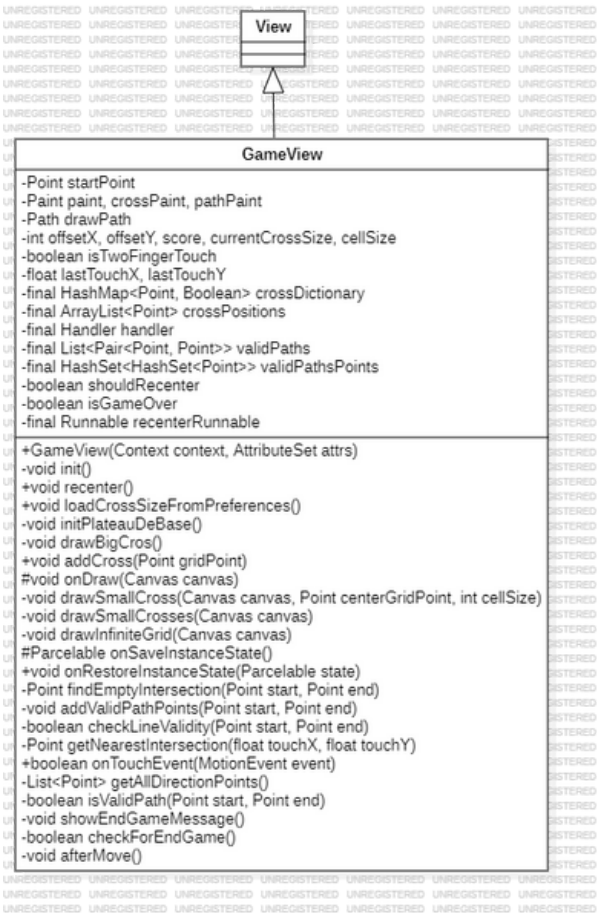 View
GameView
-Point startPoint
-Paint paint, crossPaint, pathPaint
-Path drawPath
-int offsetX, offsetY, score, currentCrossSize, cellSize
-boolean isTwoFingerTouch
-float lastTouchX, lastTouchY
-final HashMap<Point, Boolean> crossDictionary
-final ArrayList<Point> crossPositions
-final Handler handler
-final List<Pair<Point, Point>> validPaths
-final HashSet<HashSet<Point>> validPathsPoints
-boolean shouldRecenter
-boolean isGameOver
-final Runnable recenterRunnable
+GameView(Context context, AttributeSet attrs)
-void init()
+void recenter()
+void loadCrossSizeFromPreferences()
-void initPlateauDeBase()
-void drawBigCros()
+void addCross(Point gridPoint)
#void onDraw(Canvas canvas)
-void drawSmallCross(Canvas canvas, Point centerGridPoint, int cellSize)
-void drawSmallCrosses(Canvas canvas)
-void drawInfiniteGrid(Canvas canvas)
#Parcelable onSaveInstanceState()
+void onRestoreInstanceState(Parcelable state)
-Point findEmptyIntersection(Point start, Point end)
-void addValidPathPoints(Point start, Point end)
-boolean checkLineValidity(Point start, Point end)
-Point getNearestIntersection(float touchX, float touchY)
+boolean onTouchEvent(MotionEvent event)
-List<Point> getAllDirectionPoints()
-boolean isValidPath(Point start, Point end)
-void showEndGameMessage()
-boolean checkForEndGame()
-void afterMove()
UNREGISTERED UNREGISTERED UNREGISTERED UNREGISTERED UNREGISTERED UNREGISTERED UNREGISTERED